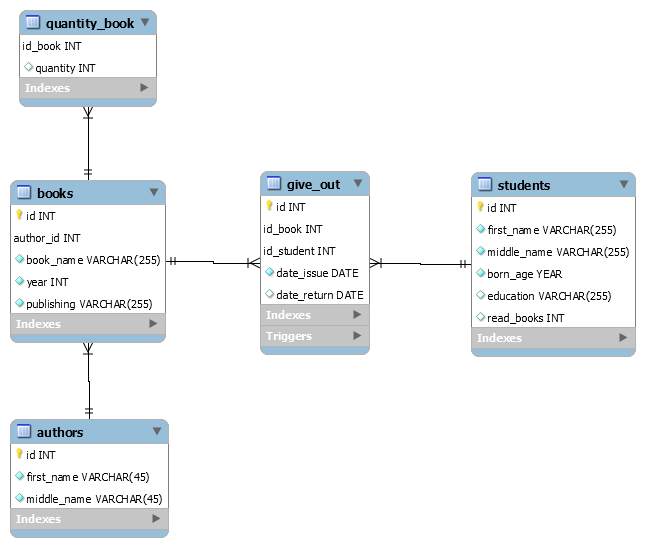 quantity_book
id_book INT
quantity INT
Indexes
books
id INT
author_id INT
book_name VARCHAR(255)
year INT
publishing VARCHAR(255)
Indexes
give_out
id INT
id_book INT
id_student INT
date_issue DATE
date_return DATE
Indexes
Triggers
students
id INT
first_name VARCHAR(255)
middle_name VARCHAR(255)
born_age YEAR
education VARCHAR(255)
read_books INT
Indexes
authors
id INT
first_name VARCHAR(45)
middle_name VARCHAR(45)
Indexes